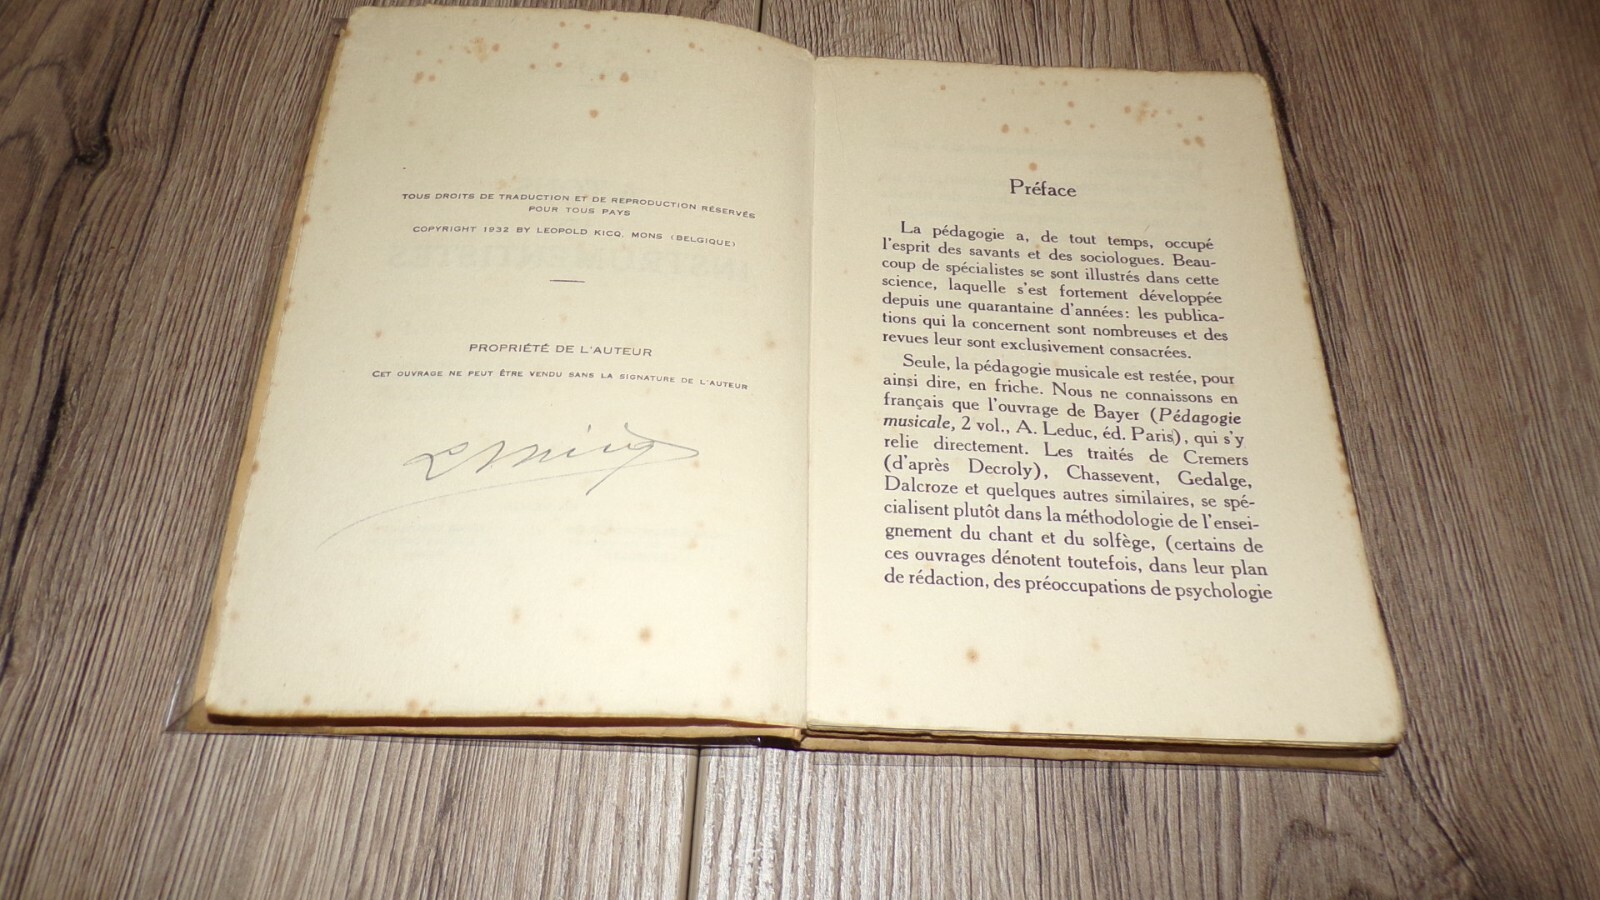 TOUS DROITS DE TRADUCTION ET DE REPRODUCTION RÉSERVÉS
POUR TOUS PAYS
COPYRIGHT 1932 BY LEOPOLD KICQ, MONS (BELGIQUE)
PROPRIÉTÉ DE L'AUTEUR
CET OUVRAGE NE PEUT ÊTRE VENDU SANS LA SIGNATURE DE L'AUTEUR
Préface
La pédagogie a, de tout temps, occupé
l'esprit des savants et des sociologues. Beau-
coup de spécialistes se sont illustrés dans cette
science, laquelle s'est fortement développée
depuis une quarantaine d'années: les publica-
tions qui la concernent sont nombreuses et des
revues leur sont exclusivement consacrées.
Seule, la pédagogie musicale est restée, pour
ainsi dire, en friche. Nous ne connaissons en
français que l'ouvrage de Bayer (Pédagogie
musicale, 2 vol., A. Leduc, éd. Paris), qui s'y
relie directement. Les traités de Cremers
(d'après Decroly), Chassevent, Gedalge,
Dalcroze et quelques autres similaires, se spé-
cialisent plutôt dans la méthodologie de l'ensei-
gnement du chant et du solfège, (certains de
ces ouvrages dénotent toutefois, dans leur plan
de rédaction, des préoccupations de psychologie